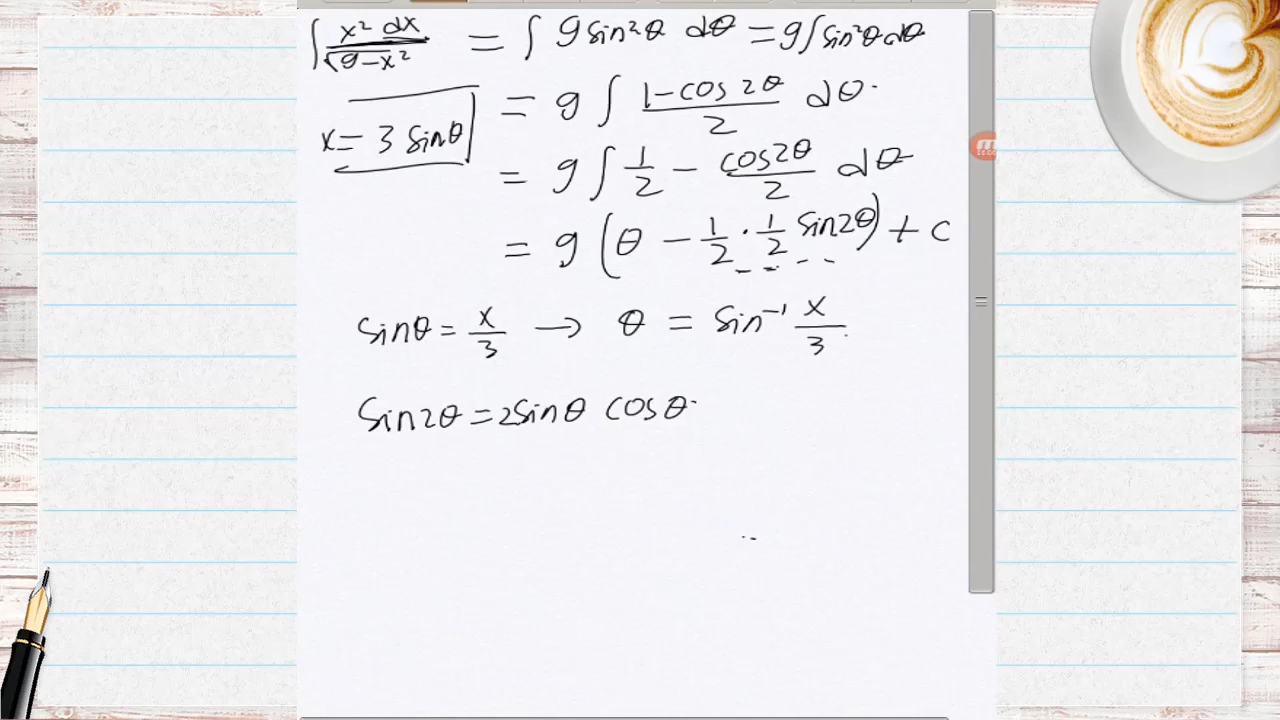 ∫ x² dx / √(9-x²) = ∫ 9 sin²θ dθ = 9∫sin²θ dθ
x = 3 sinθ
= 9 ∫ (1-cos 2θ)/2 dθ
= 9 ∫ 1/2 - cos2θ/2 dθ
= 9 (θ - 1/2 · 1/2 sin2θ) + c
sinθ = x/3 → θ = sin⁻¹ x/3
sin2θ = 2sinθ cosθ